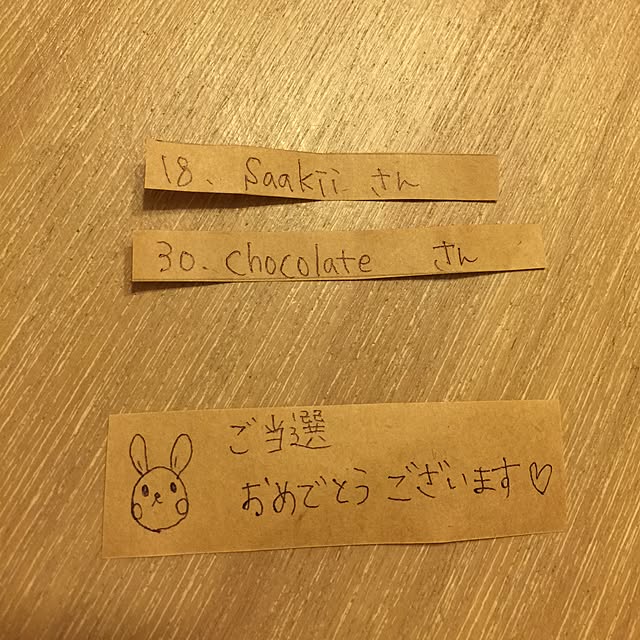 18、 Saakii さん
30、chocolate さん
ご当選
おめでとうございます♡